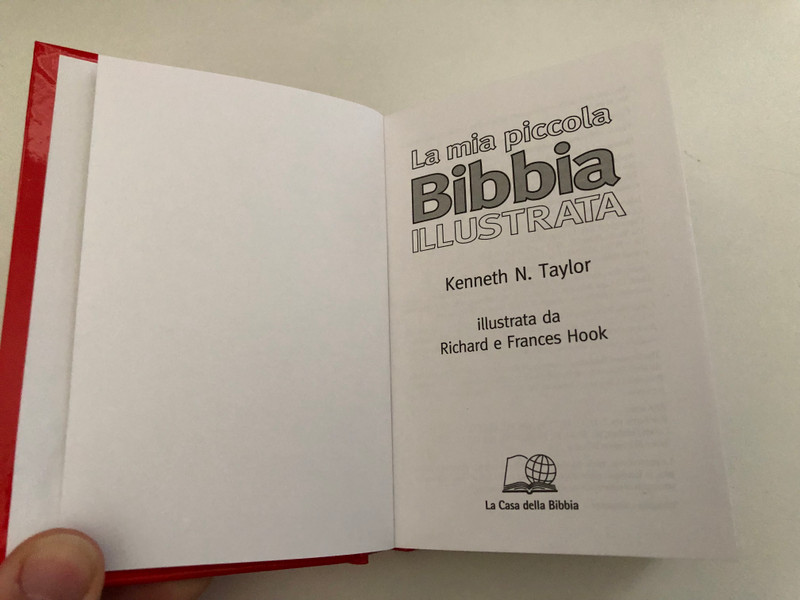 La mia piccola
Bibbia
ILLUSTRATA
Kenneth N. Taylor
illustrata da
Richard e Frances Hook
La Casa della Bibbia